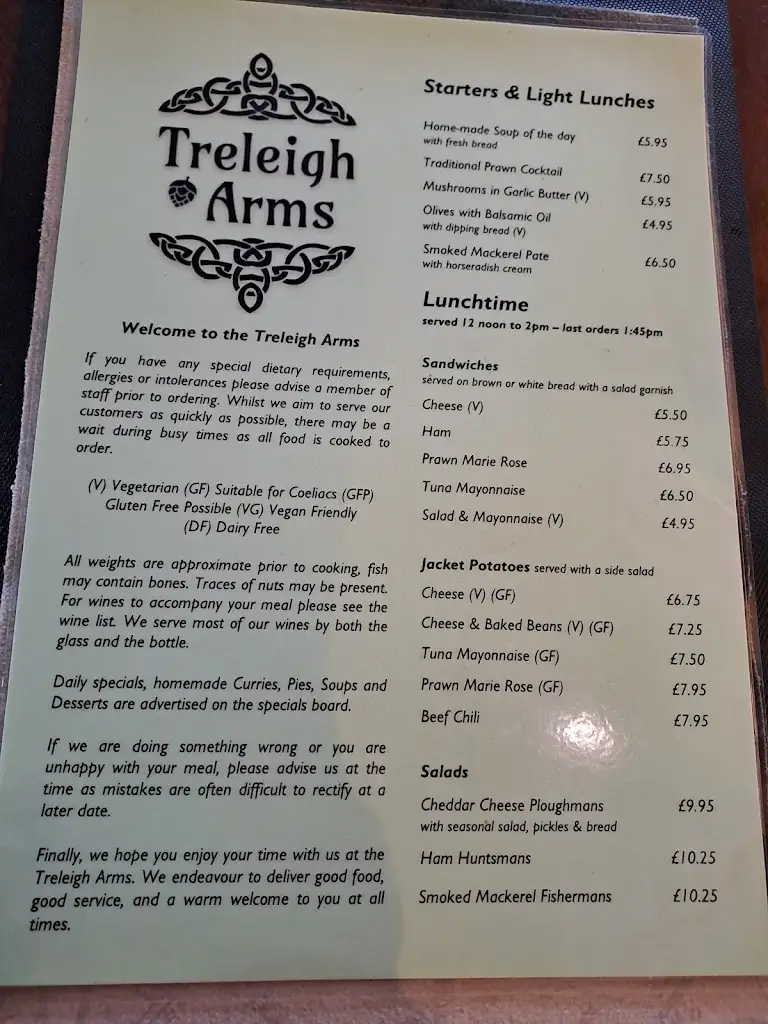 Treleigh
Arms
Welcome to the Treleigh Arms
If you have any special dietary requirements,
allergies or intolerances please advise a member of
staff prior to ordering. Whilst we aim to serve our
customers as quickly as possible, there may be a
wait during busy times as all food is cooked to
order.
(V) Vegetarian (GF) Suitable for Coeliacs (GFP)
Gluten Free Possible (VG) Vegan Friendly
(DF) Dairy Free
All weights are approximate prior to cooking, fish
may contain bones. Traces of nuts may be present.
For wines to accompany your meal please see the
wine list. We serve most of our wines by both the
glass and the bottle.
Daily specials, homemade Curries, Pies, Soups and
Desserts are advertised on the specials board.
If we are doing something wrong or you are
unhappy with your meal, please advise us at the
time as mistakes are often difficult to rectify at a
later date.
Finally, we hope you enjoy your time with us at the
Treleigh Arms. We endeavour to deliver good food,
good service, and a warm welcome to you at all
times.
Starters & Light Lunches
Home-made Soup of the day £5.95
with fresh bread
Traditional Prawn Cocktail £7.50
Mushrooms in Garlic Butter (V) £5.95
Olives with Balsamic Oil £4.95
with dipping bread (V)
Smoked Mackerel Pate £6.50
with horseradish cream
Lunchtime
served 12 noon to 2pm – last orders 1:45pm
Sandwiches
served on brown or white bread with a salad garnish
Cheese (V) £5.50
Ham £5.75
Prawn Marie Rose £6.95
Tuna Mayonnaise £6.50
Salad & Mayonnaise (V) £4.95
Jacket Potatoes served with a side salad
Cheese (V) (GF) £6.75
Cheese & Baked Beans (V) (GF) £7.25
Tuna Mayonnaise (GF) £7.50
Prawn Marie Rose (GF) £7.95
Beef Chili £7.95
Salads
Cheddar Cheese Ploughmans £9.95
with seasonal salad, pickles & bread
Ham Huntsmans £10.25
Smoked Mackerel Fishermans £10.25